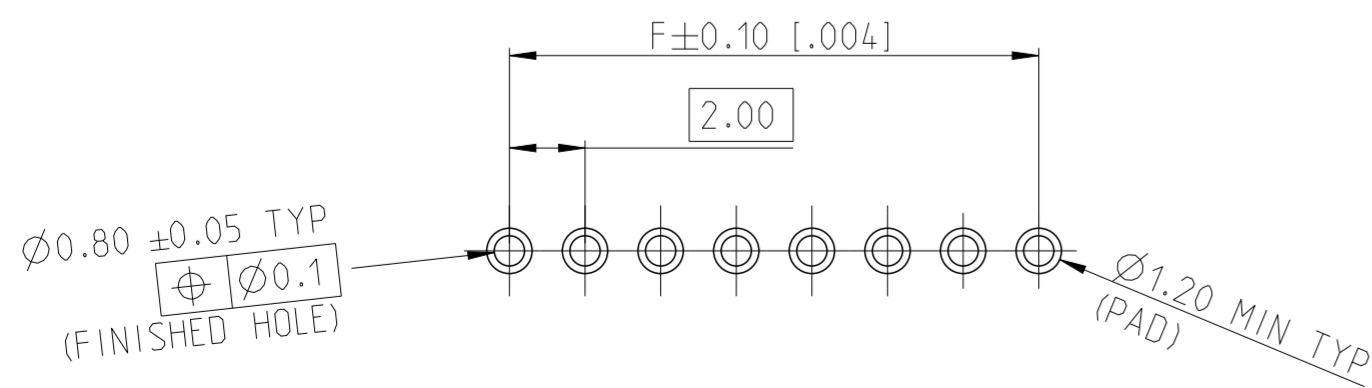 F±0.10 [.004]
2.00
Ø0.80 ±0.05 TYP
⌖ Ø0.1
(FINISHED HOLE)
Ø1.20 MIN TYP
(PAD)